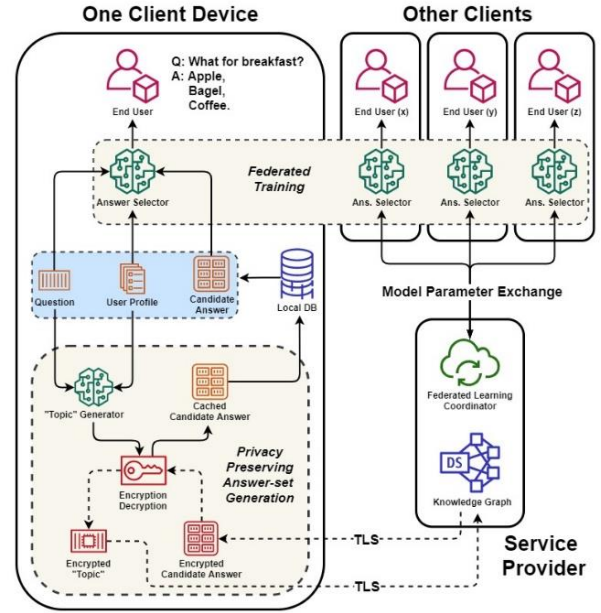 One Client Device
Other Clients
Q: What for breakfast?
A: Apple,
Bagel,
Coffee.
End User
End User (x)
End User (y)
End User (z)
Federated
Training
Answer Selector
Ans. Selector
Ans. Selector
Ans. Selector
Question
User Profile
Candidate
Answer
Local DB
Model Parameter Exchange
"Topic" Generator
Cached
Candidate Answer
Federated Learning
Coordinator
Privacy
Preserving
Answer-set
Generation
Encryption
Decryption
DS
Knowledge Graph
Encrypted
"Topic"
Encrypted
Candidate Answer
TLS
TLS
Service
Provider